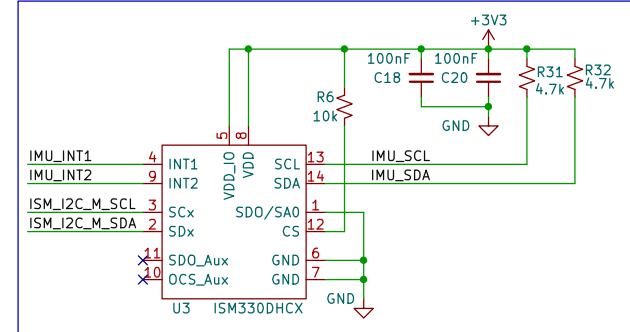 +3V3
100nF 100nF
C18 C20
R31 R32
4.7k 4.7k
R6
10k
GND
5 8
VDD_IO VDD
IMU_INT1 4 INT1 SCL 13 IMU_SCL
IMU_INT2 9 INT2 SDA 14 IMU_SDA
ISM_I2C_M_SCL 3 SCx SDO/SA0 1
ISM_I2C_M_SDA 2 SDx CS 12
11 SDO_Aux GND 6
10 OCS_Aux GND 7
GND
U3 ISM330DHCX